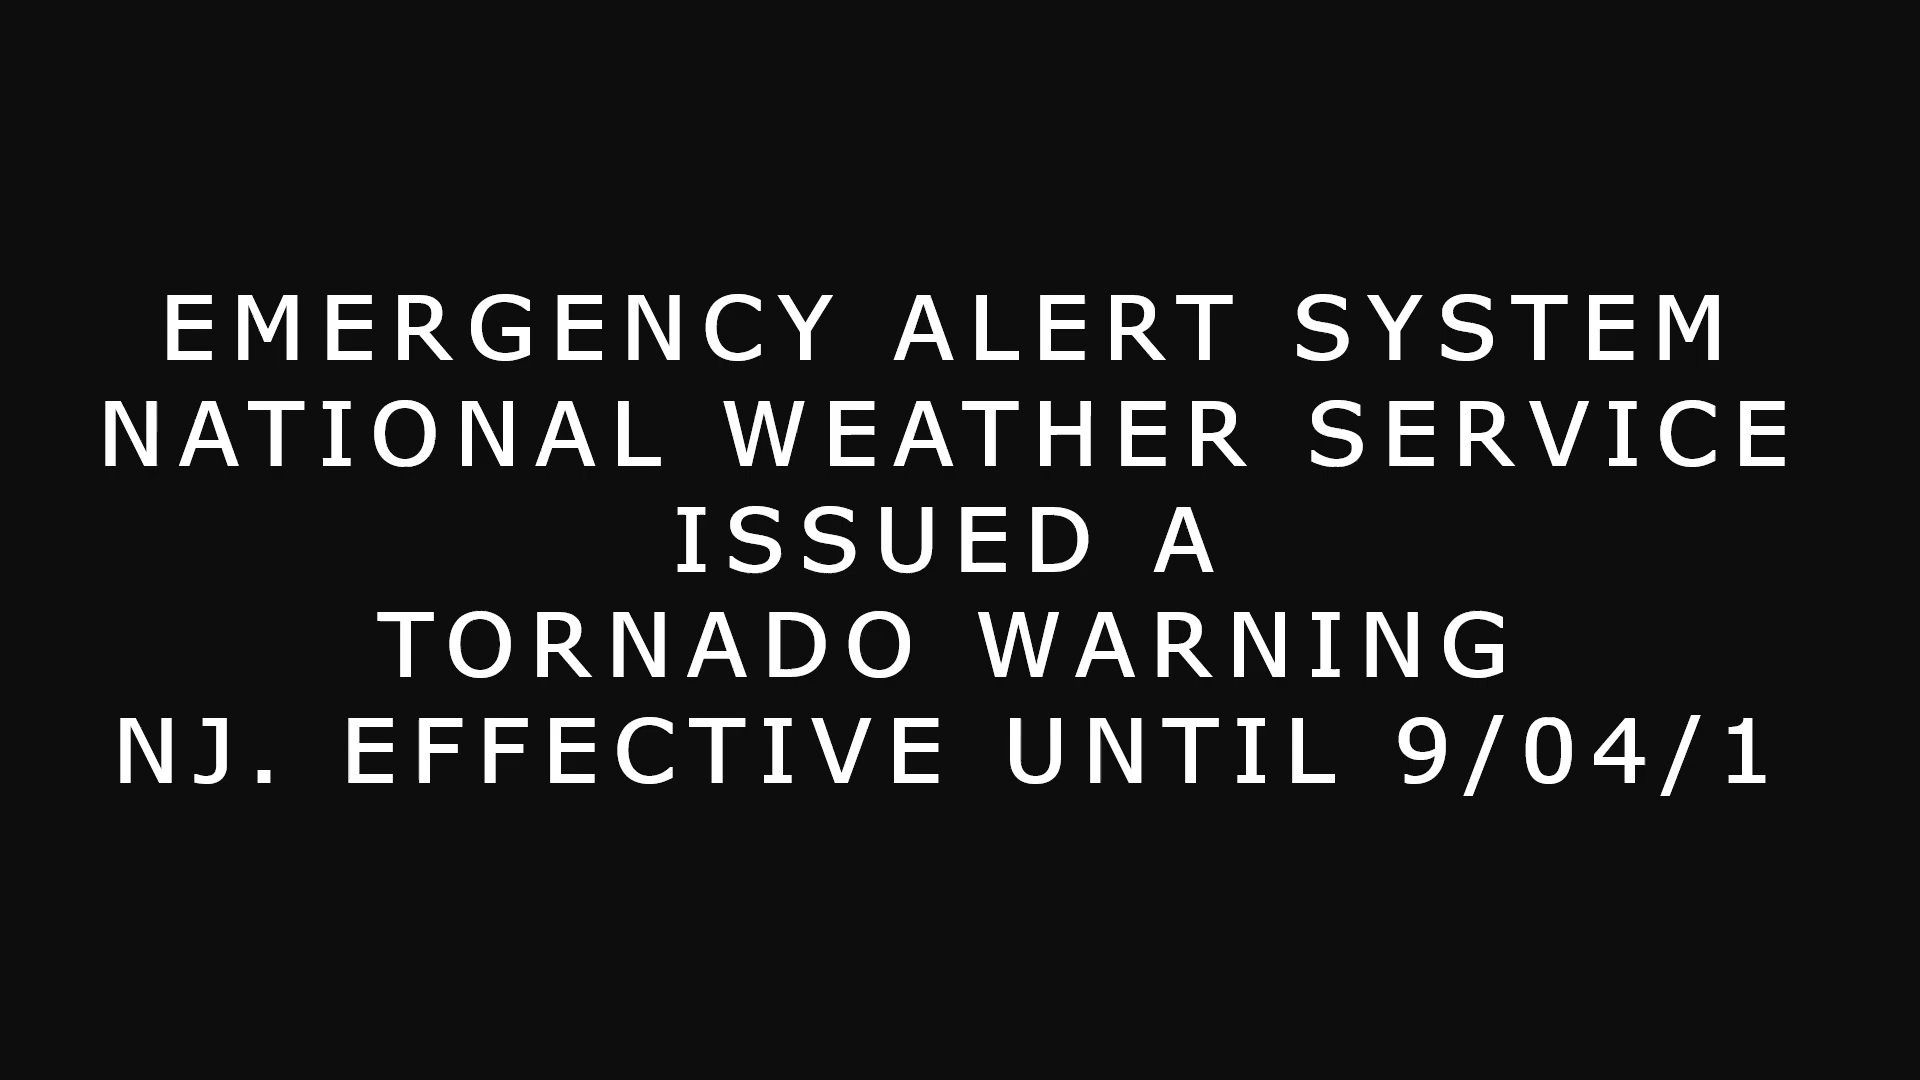 EMERGENCY ALERT SYSTEM
NATIONAL WEATHER SERVICE
ISSUED A
TORNADO WARNING
NJ. EFFECTIVE UNTIL 9/04/1